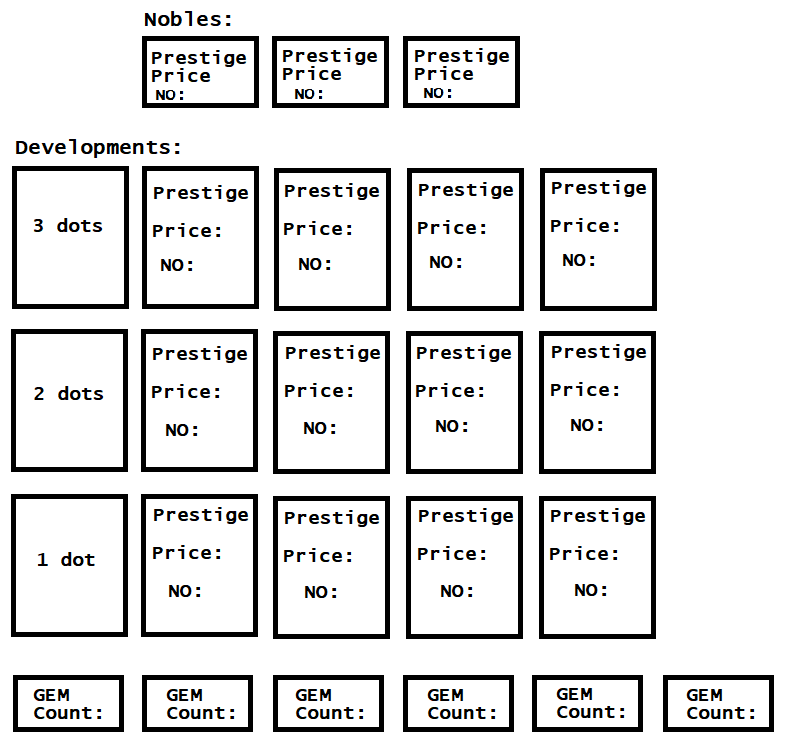 Nobles:
Prestige
Price
NO:
Prestige
Price
NO:
Prestige
Price
NO:
Developments:
3 dots
Prestige
Price:
NO:
Prestige
Price:
NO:
Prestige
Price:
NO:
Prestige
Price:
NO:
2 dots
Prestige
Price:
NO:
Prestige
Price:
NO:
Prestige
Price:
NO:
Prestige
Price:
NO:
1 dot
Prestige
Price:
NO:
Prestige
Price:
NO:
Prestige
Price:
NO:
Prestige
Price:
NO:
GEM
Count:
GEM
Count:
GEM
Count:
GEM
Count:
GEM
Count:
GEM
Count: